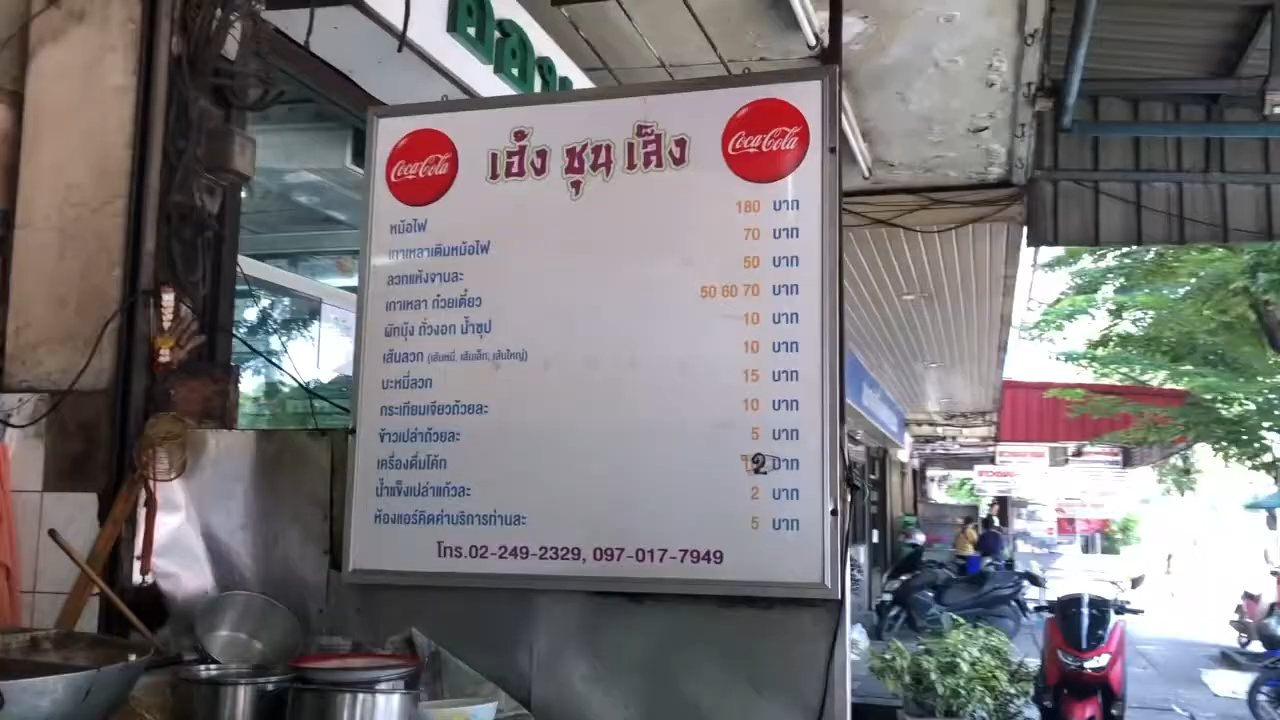 Coca-Cola
เฮ้ง ชุน เส็ง
Coca-Cola
หม้อไฟ 180 บาท
เกาเหลาเติมหม้อไฟ 70 บาท
ลวกแห้งจานละ 50 บาท
เกาเหลา ก๋วยเตี๋ยว 50 60 70 บาท
ผักบุ้ง ถั่วงอก น้ำซุป 10 บาท
เส้นลวก (เส้นหมี่, เส้นเล็ก, เส้นใหญ่) 10 บาท
บะหมี่ลวก 15 บาท
กระเทียมเจียวถ้วยละ 10 บาท
ข้าวเปล่าถ้วยละ 5 บาท
เครื่องดื่มโค้ก 12 บาท
น้ำแข็งเปล่าแก้วละ 2 บาท
ห้องแอร์คิดค่าบริการท่านละ 5 บาท
โทร.02-249-2329, 097-017-7949